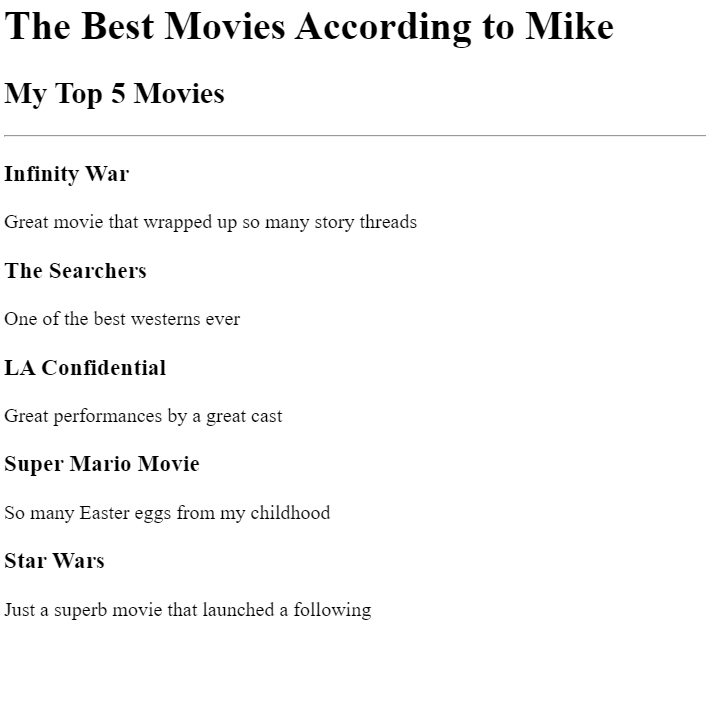 The Best Movies According to Mike
My Top 5 Movies
Infinity War
Great movie that wrapped up so many story threads
The Searchers
One of the best westerns ever
LA Confidential
Great performances by a great cast
Super Mario Movie
So many Easter eggs from my childhood
Star Wars
Just a superb movie that launched a following